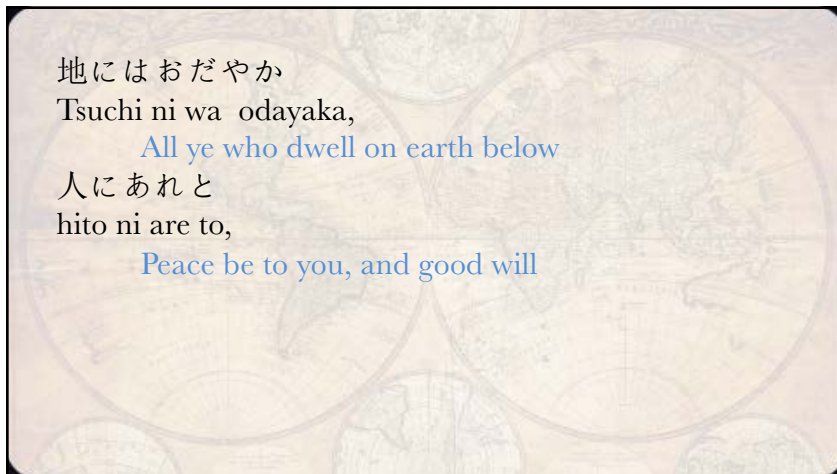 地にはおだやか
Tsuchi ni wa odayaka,
All ye who dwell on earth below
人にあれと
hito ni are to,
Peace be to you, and good will